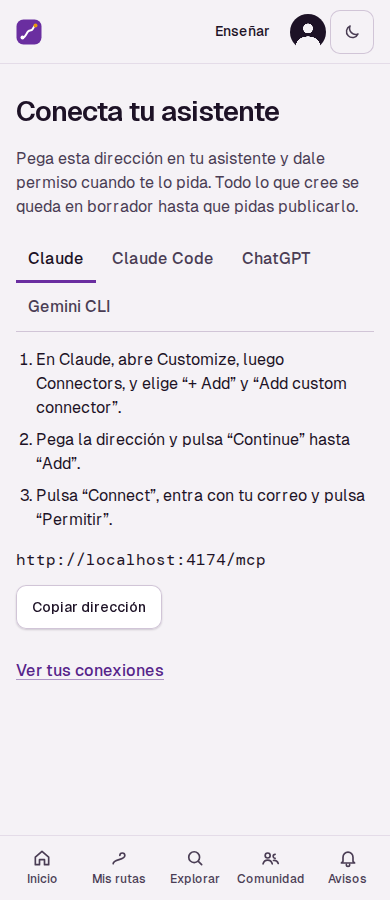 Enseñar
Conecta tu asistente
Pega esta dirección en tu asistente y dale
permiso cuando te lo pida. Todo lo que cree se
queda en borrador hasta que pidas publicarlo.
Claude
Claude Code
ChatGPT
Gemini CLI
1. En Claude, abre Customize, luego
Connectors, y elige “+ Add” y “Add custom
connector”.
2. Pega la dirección y pulsa “Continue” hasta
“Add”.
3. Pulsa “Connect”, entra con tu correo y pulsa
“Permitir”.
http://localhost:4174/mcp
Copiar dirección
Ver tus conexiones
Inicio
Mis rutas
Explorar
Comunidad
Avisos